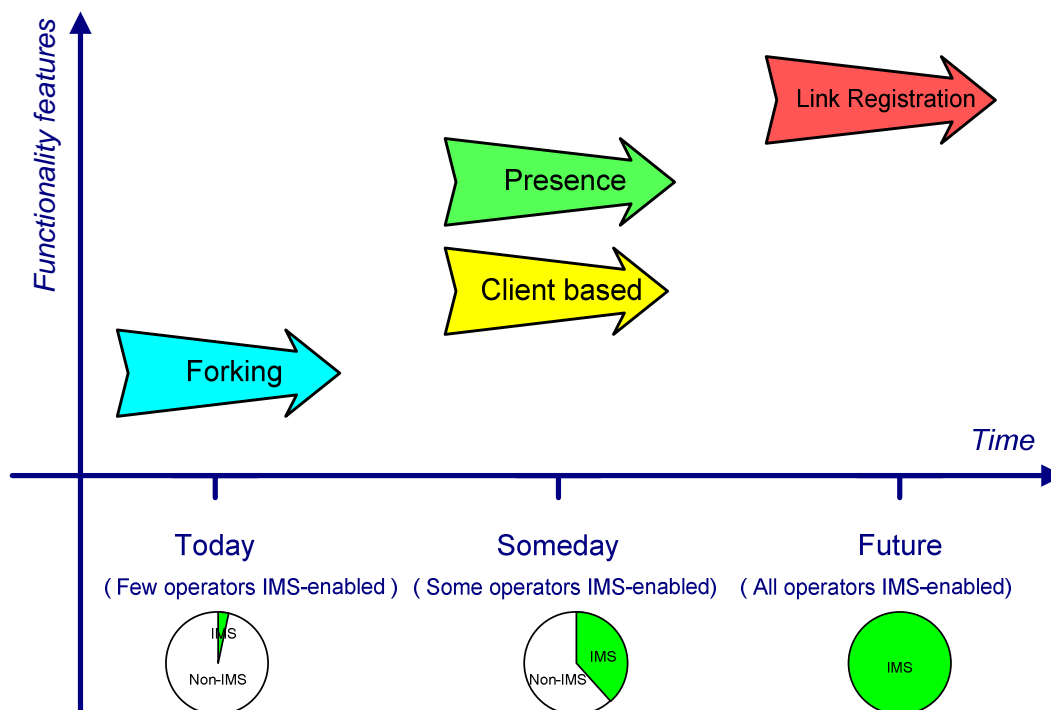 Functionality features
Link Registration
Presence
Client based
Forking
Time
Today
Someday
Future
( Few operators IMS-enabled )
( Some operators IMS-enabled)
( All operators IMS-enabled)
IMS
Non-IMS
IMS
Non-IMS
IMS